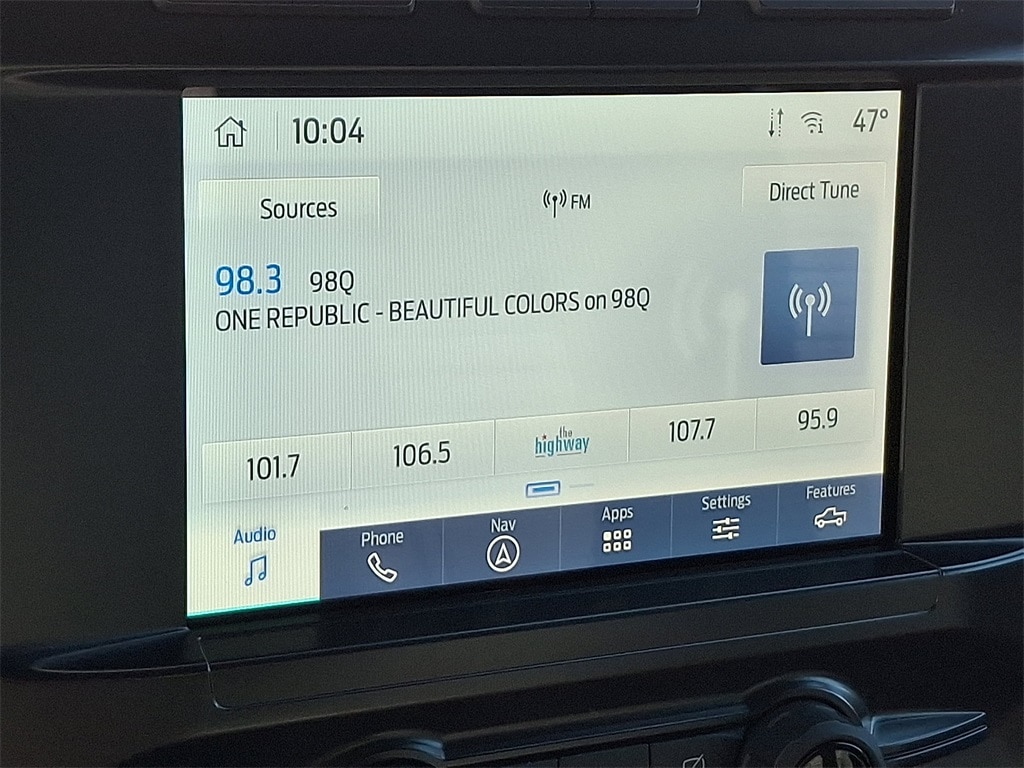 10:04
47°
Sources
FM
Direct Tune
98.3 98Q
ONE REPUBLIC - BEAUTIFUL COLORS on 98Q
101.7
106.5
the
highway
107.7
95.9
Audio
Phone
Nav
Apps
Settings
Features